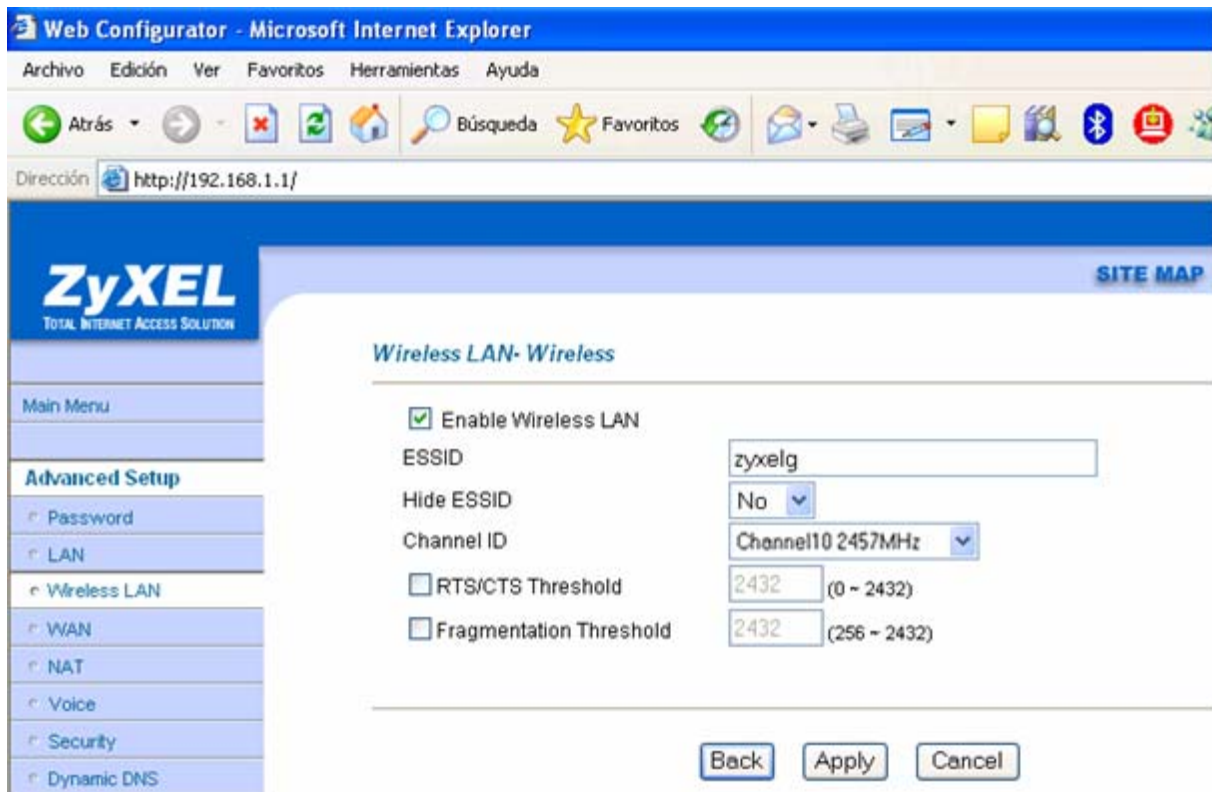 Web Configurator - Microsoft Internet Explorer
Archivo Edición Ver Favoritos Herramientas Ayuda
Atrás Búsqueda Favoritos
Dirección http://192.168.1.1/
ZyXEL
TOTAL INTERNET ACCESS SOLUTION
SITE MAP
Main Menu
Advanced Setup
Password
LAN
Wireless LAN
WAN
NAT
Voice
Security
Dynamic DNS
Wireless LAN- Wireless
Enable Wireless LAN
ESSID zyxelg
Hide ESSID No
Channel ID Channel10 2457MHz
RTS/CTS Threshold 2432 (0 ~ 2432)
Fragmentation Threshold 2432 (256 ~ 2432)
Back Apply Cancel